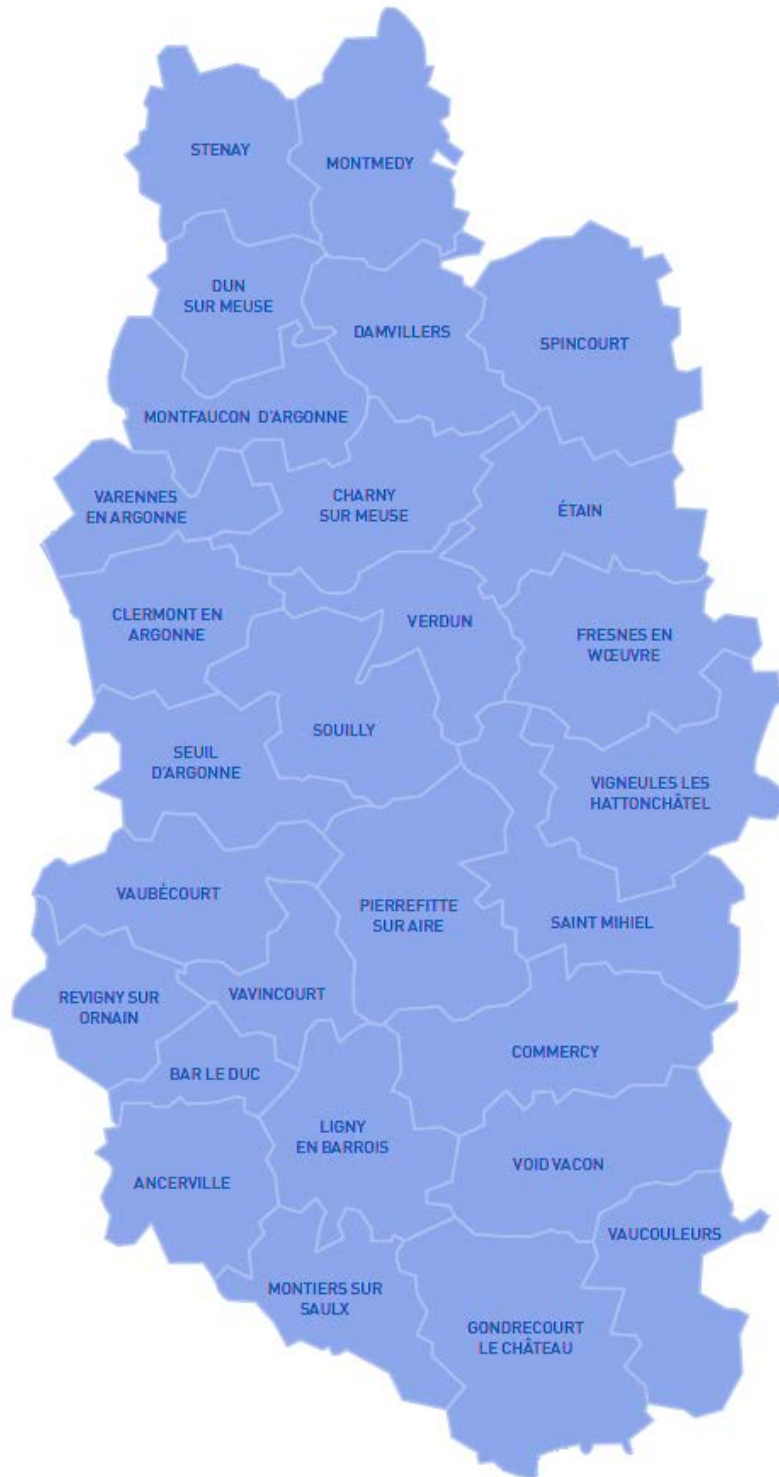 STENAY
MONTMEDY
DUN
SUR MEUSE
DAMVILLERS
SPINCOURT
MONTFAUCON D'ARGONNE
VARENNES
EN ARGONNE
CHARNY
SUR MEUSE
ÉTAIN
CLERMONT EN
ARGONNE
VERDUN
FRESNES EN
WŒUVRE
SOUILLY
SEUIL
D'ARGONNE
VIGNEULES LES
HATTONCHÂTEL
VAUBÉCOURT
PIERREFITTE
SUR AIRE
SAINT MIHIEL
REVIGNY SUR
ORNAIN
VAVINCOURT
COMMERCY
BAR LE DUC
LIGNY
EN BARROIS
VOID VACON
ANCERVILLE
VAUCOULEURS
MONTIERS SUR
SAULX
GONDRECOURT
LE CHÂTEAU